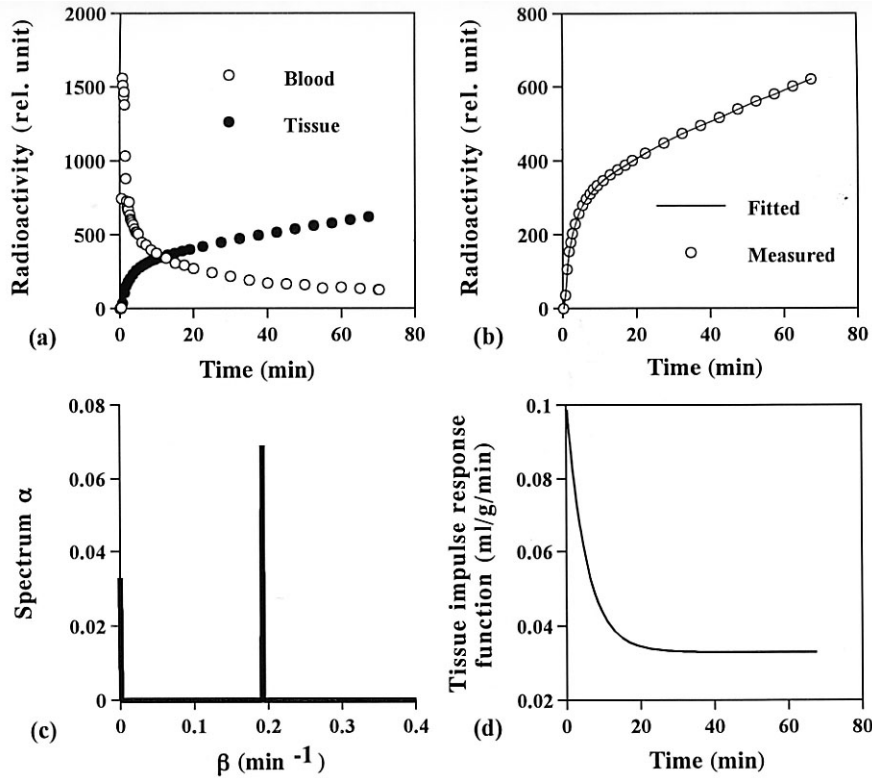 2000
1500
1000
500
0
0
20
40
60
80
Radioactivity (rel. unit)
Time (min)
Blood
Tissue
(a)
800
600
400
200
0
0
20
40
60
80
Radioactivity (rel. unit)
Time (min)
Fitted
Measured
(b)
0.08
0.06
0.04
0.02
0
0
0.1
0.2
0.3
0.4
Spectrum α
β (min -1)
(c)
0.1
0.08
0.06
0.04
0.02
0
20
40
60
80
Tissue impulse response
function (ml/g/min)
Time (min)
(d)